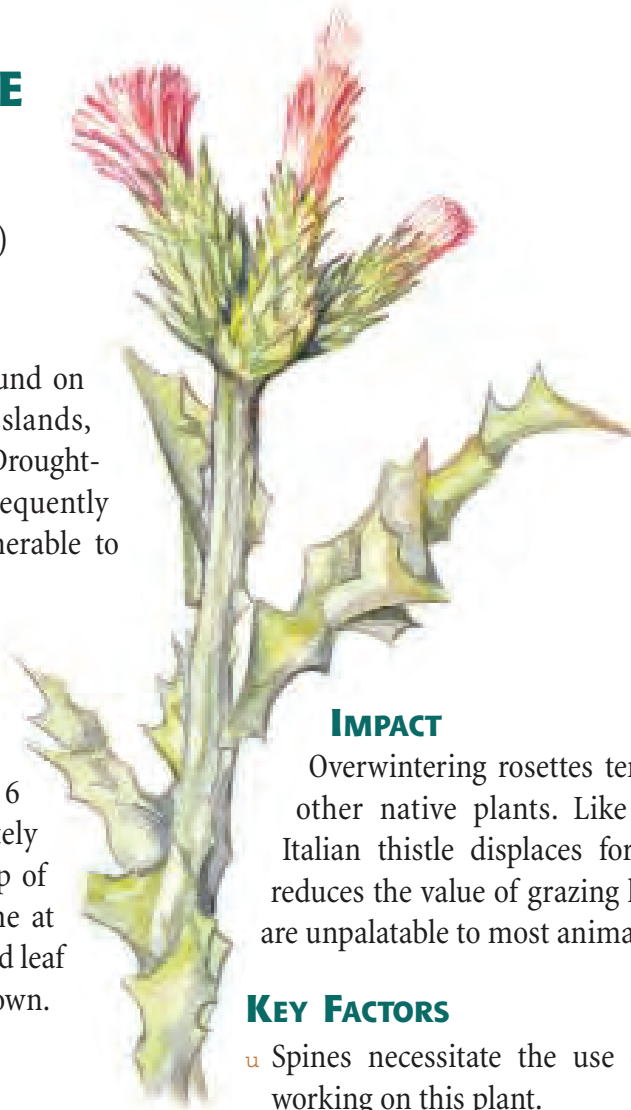 E
)
und on
slands,
Drought-
equently
nerable to
6
tely
p of
ne at
d leaf
own.
IMPACT
Overwintering rosettes ter
other native plants. Like
Italian thistle displaces for
reduces the value of grazing l
are unpalatable to most anima
KEY FACTORS
u Spines necessitate the use
working on this plant.